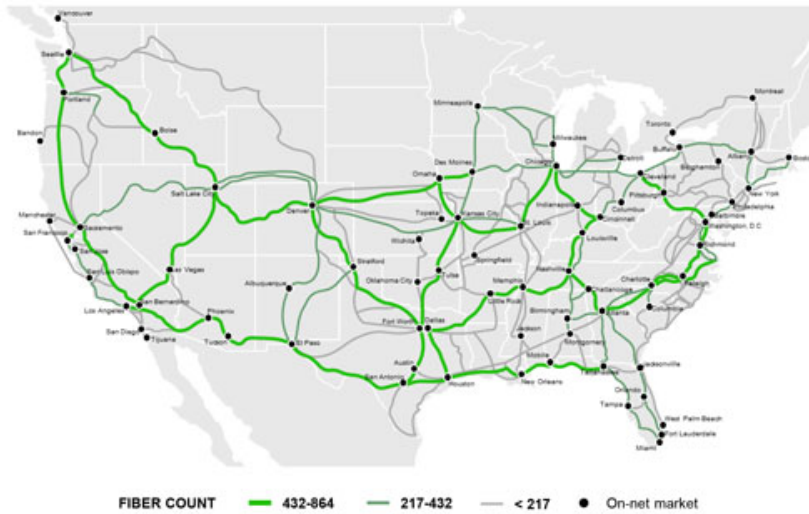 Vancouver
Seattle
Portland
Bandon
Boise
Minneapolis
Montreal
Toronto
Milwaukee
Buffalo
Albany
Boston
Detroit
Chicago
Cleveland
Binghamton
Des Moines
Omaha
Salt Lake City
Pittsburgh
New York
Philadelphia
Manchester
Sacramento
Denver
Topeka
Kansas City
Indianapolis
Columbus
Cincinnati
Baltimore
Washington, D.C.
San Francisco
San Jose
St. Louis
Louisville
Richmond
San Luis Obispo
Las Vegas
Stratford
Wichita
Springfield
Nashville
Charlotte
Raleigh
Albuquerque
Oklahoma City
Tulsa
Memphis
Chattanooga
Los Angeles
San Bernardino
Phoenix
Little Rock
Birmingham
Atlanta
Columbia
San Diego
Tijuana
Tucson
El Paso
Fort Worth
Dallas
Jackson
Montgomery
Austin
Mobile
Tallahassee
Jacksonville
San Antonio
Houston
New Orleans
Orlando
Tampa
West Palm Beach
Fort Lauderdale
Miami
FIBER COUNT 432-864 217-432 < 217 On-net market